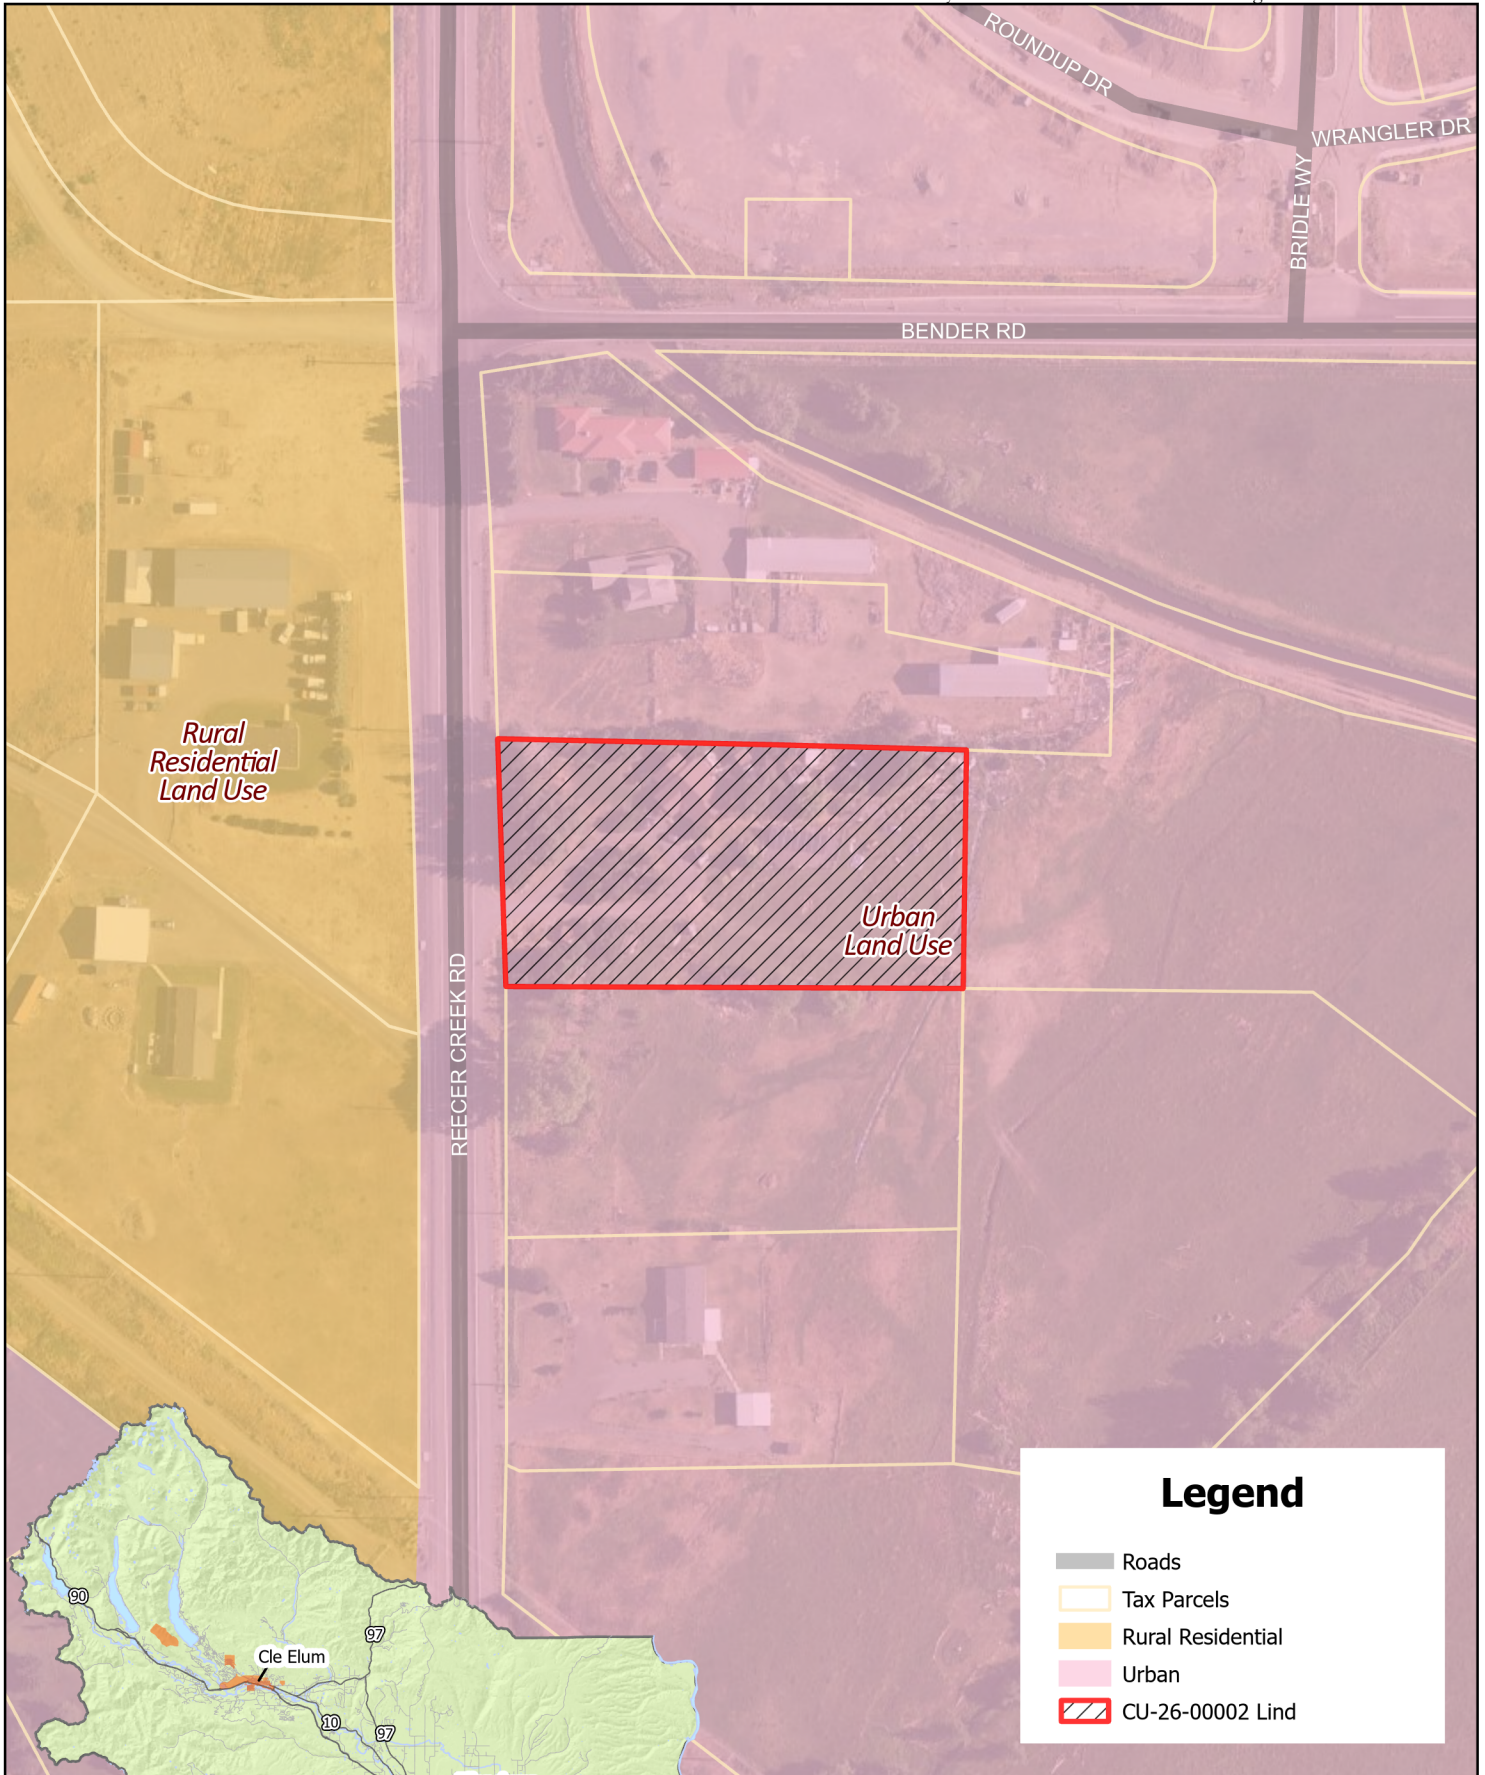 ROUNDUP DR
WRANGLER DR
BRIDLE WY
BENDER RD
Rural
Residential
Land Use
Urban
Land Use
REECER CREEK RD
Legend
Roads
Tax Parcels
Rural Residential
Urban
CU-26-00002 Lind
90
97
Cle Elum
10
97